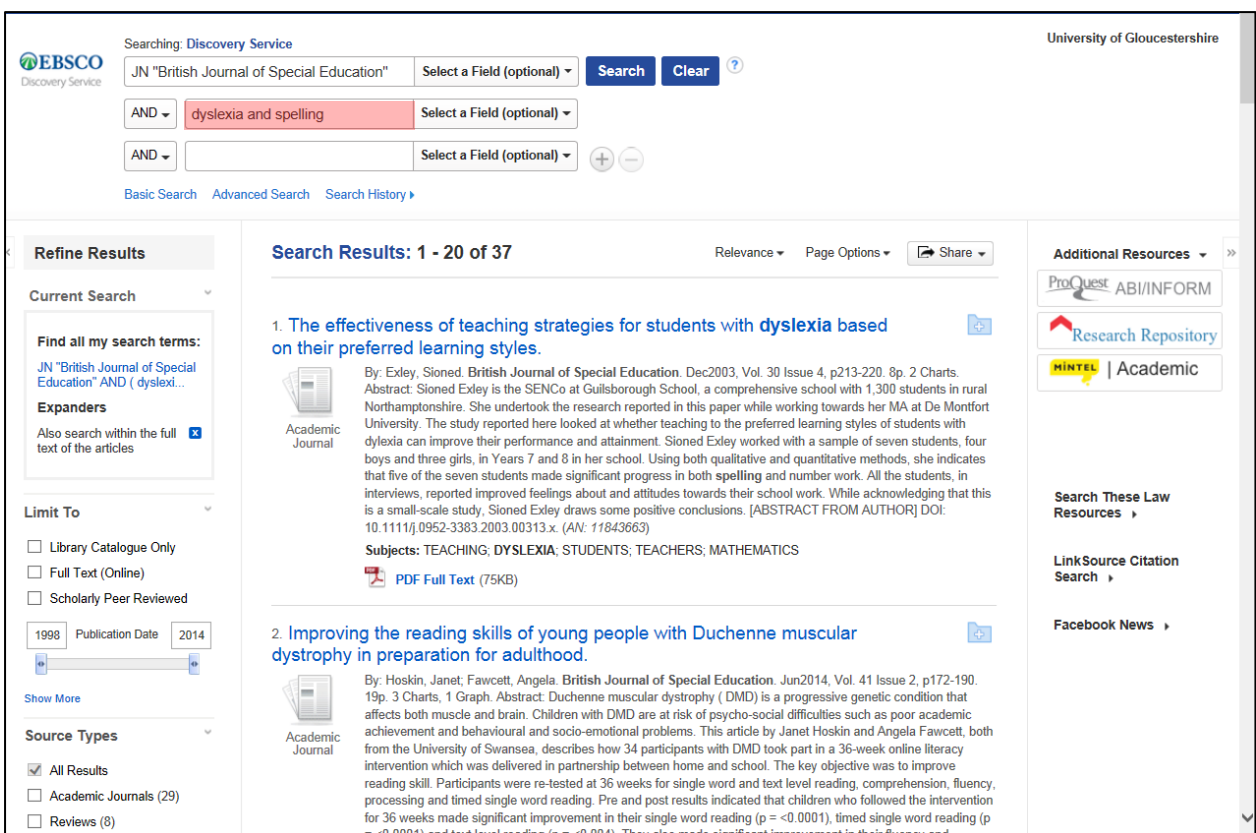 University of Gloucestershire
Searching: Discovery Service
EBSCO
Discovery Service
JN "British Journal of Special Education" Select a Field (optional) Search Clear ?
AND dyslexia and spelling Select a Field (optional)
AND Select a Field (optional)
Basic Search Advanced Search Search History
Refine Results
Current Search
Find all my search terms:
JN "British Journal of Special
Education" AND ( dyslexi...
Expanders
Also search within the full
text of the articles
Limit To
Library Catalogue Only
Full Text (Online)
Scholarly Peer Reviewed
1998 Publication Date 2014
Show More
Source Types
All Results
Academic Journals (29)
Reviews (8)
Search Results: 1 - 20 of 37
Relevance Page Options Share
1. The effectiveness of teaching strategies for students with dyslexia based
on their preferred learning styles.
Academic
Journal
By: Exley, Sioned. British Journal of Special Education. Dec2003, Vol. 30 Issue 4, p213-220. 8p. 2 Charts.
Abstract: Sioned Exley is the SENCo at Guilsborough School, a comprehensive school with 1,300 students in rural
Northamptonshire. She undertook the research reported in this paper while working towards her MA at De Montfort
University. The study reported here looked at whether teaching to the preferred learning styles of students with
dylexia can improve their performance and attainment. Sioned Exley worked with a sample of seven students, four
boys and three girls, in Years 7 and 8 in her school. Using both qualitative and quantitative methods, she indicates
that five of the seven students made significant progress in both spelling and number work. All the students, in
interviews, reported improved feelings about and attitudes towards their school work. While acknowledging that this
is a small-scale study, Sioned Exley draws some positive conclusions. [ABSTRACT FROM AUTHOR] DOI:
10.1111/j.0952-3383.2003.00313.x. (AN: 11843663)
Subjects: TEACHING; DYSLEXIA; STUDENTS; TEACHERS; MATHEMATICS
PDF Full Text (75KB)
2. Improving the reading skills of young people with Duchenne muscular
dystrophy in preparation for adulthood.
Academic
Journal
By: Hoskin, Janet; Fawcett, Angela. British Journal of Special Education. Jun2014, Vol. 41 Issue 2, p172-190.
19p. 3 Charts, 1 Graph. Abstract: Duchenne muscular dystrophy ( DMD) is a progressive genetic condition that
affects both muscle and brain. Children with DMD are at risk of psycho-social difficulties such as poor academic
achievement and behavioural and socio-emotional problems. This article by Janet Hoskin and Angela Fawcett, both
from the University of Swansea, describes how 34 participants with DMD took part in a 36-week online literacy
intervention which was delivered in partnership between home and school. The key objective was to improve
reading skill. Participants were re-tested at 36 weeks for single word and text level reading, comprehension, fluency,
processing and timed single word reading. Pre and post results indicated that children who followed the intervention
for 36 weeks made significant improvement in their single word reading (p = <0.0001), timed single word reading (p
Additional Resources
ProQuest ABI/INFORM
Research Repository
MINTEL | Academic
Search These Law
Resources
LinkSource Citation
Search
Facebook News